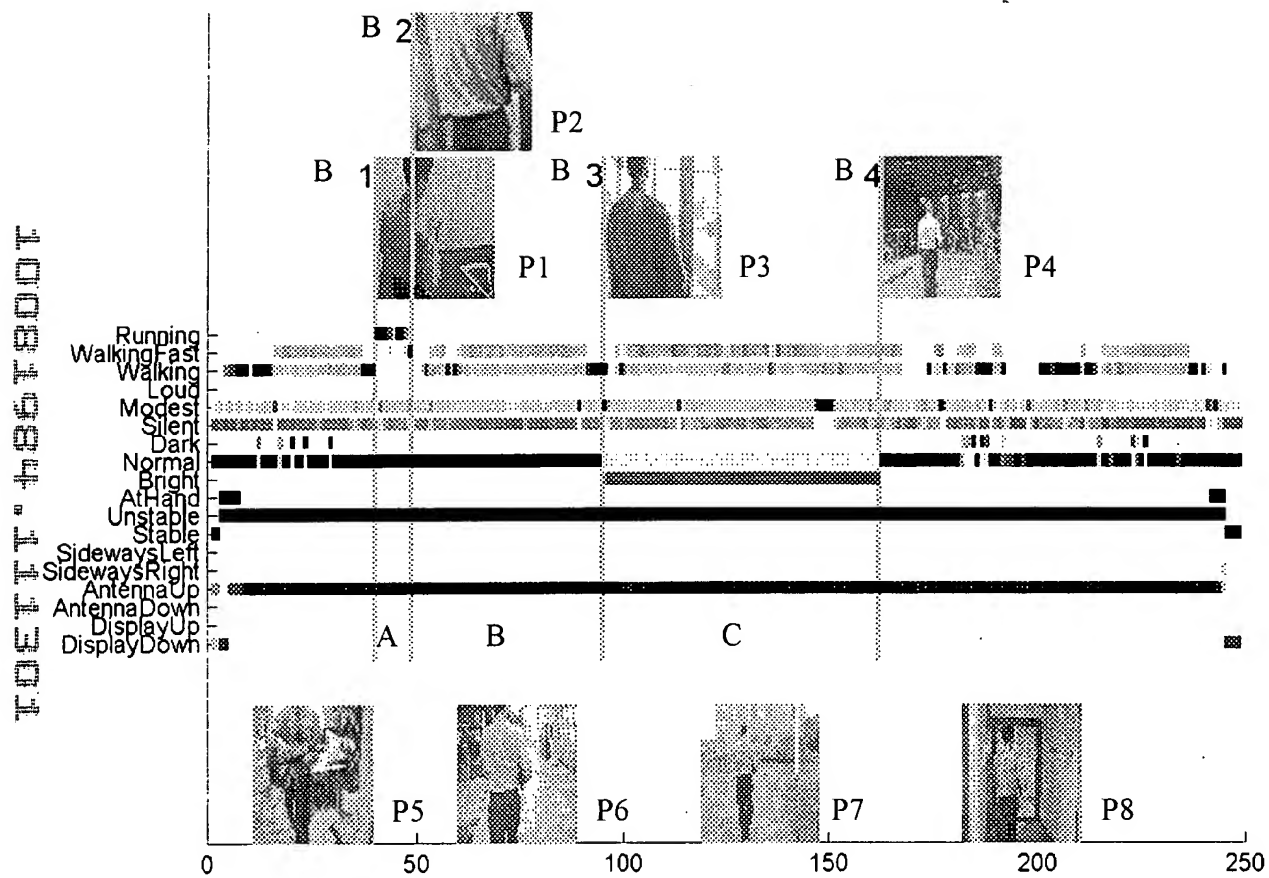 B 2
P2
B 1
P1
B 3
P3
B 4
P4
Running
WalkingFast
Walking
Loud
Modest
Silent
Dark
Normal
Bright
AtHand
Unstable
Stable
SidewaysLeft
SidewaysRight
AntennaUp
AntennaDown
DisplayUp
DisplayDown
A
B
C
P5
P6
P7
P8
0
50
100
150
200
250